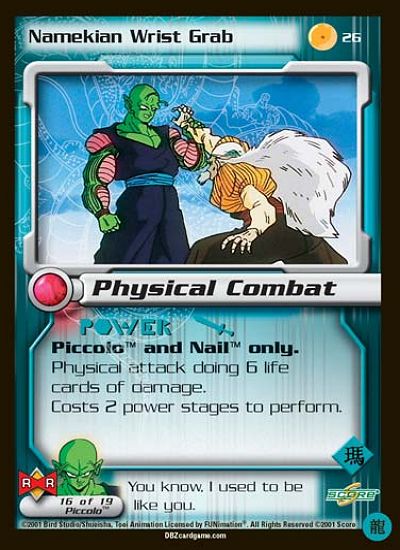 Namekian Wrist Grab
26
Physical Combat
POWER
Piccolo™ and Nail™ only.
Physical attack doing 6 life
cards of damage.
Costs 2 power stages to perform.
瑪
R R
16 of 19
Piccolo™
You know, I used to be
like you.
SCORE
龍
©2001 Bird Studio/Shueisha, Toei Animation Licensed by FUNimation®. All Rights Reserved ©2001 Score
DBZcardgame.com